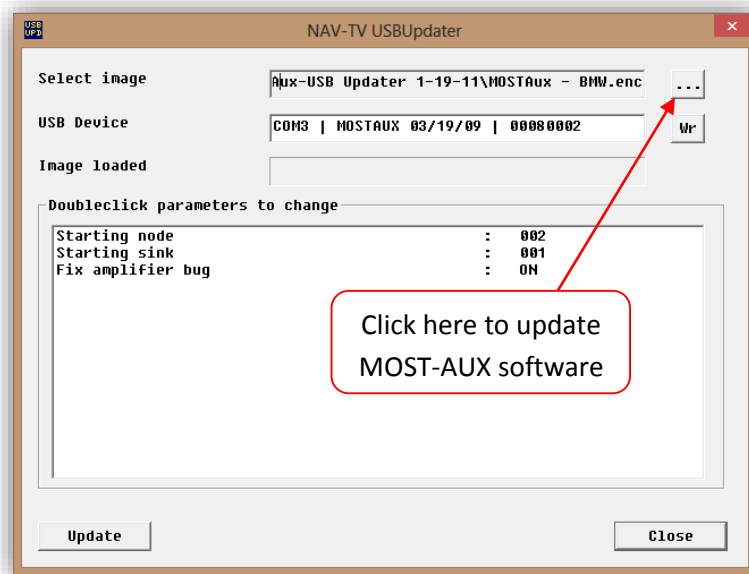 USB
UPD
NAV-TV USBUpdater
×
Select image
Aux-USB Updater 1-19-11\MOSTAux - BMW.enc
...
USB Device
COM3 | MOSTAUX 03/19/09 | 00080002
Wr
Image loaded
Doubleclick parameters to change
Starting node : 002
Starting sink : 001
Fix amplifier bug : ON
Click here to update
MOST-AUX software
Update
Close